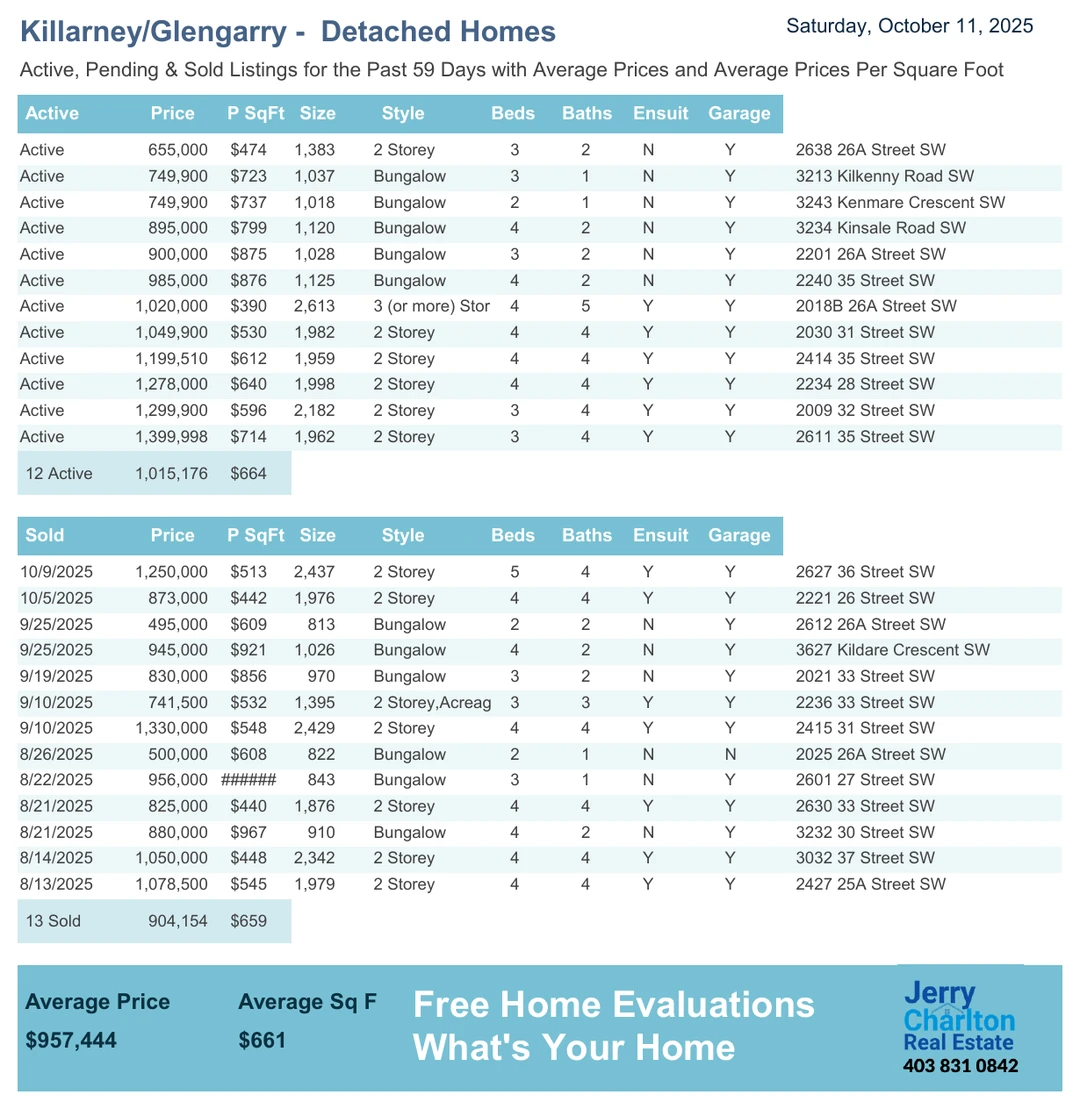 Killarney/Glengarry - Detached Homes Saturday, October 11, 2025
Active, Pending & Sold Listings for the Past 59 Days with Average Prices and Average Prices Per Square Foot
Active Price P SqFt Size Style Beds Baths Ensuit Garage
Active 655,000 $474 1,383 2 Storey 3 2 N Y 2638 26A Street SW
Active 749,900 $723 1,037 Bungalow 3 1 N Y 3213 Kilkenny Road SW
Active 749,900 $737 1,018 Bungalow 2 1 N Y 3243 Kenmare Crescent SW
Active 895,000 $799 1,120 Bungalow 4 2 N Y 3234 Kinsale Road SW
Active 900,000 $875 1,028 Bungalow 3 2 N Y 2201 26A Street SW
Active 985,000 $876 1,125 Bungalow 4 2 N Y 2240 35 Street SW
Active 1,020,000 $390 2,613 3 (or more) Stor 4 5 Y Y 2018B 26A Street SW
Active 1,049,900 $530 1,982 2 Storey 4 4 Y Y 2030 31 Street SW
Active 1,199,510 $612 1,959 2 Storey 4 4 Y Y 2414 35 Street SW
Active 1,278,000 $640 1,998 2 Storey 4 4 Y Y 2234 28 Street SW
Active 1,299,900 $596 2,182 2 Storey 3 4 Y Y 2009 32 Street SW
Active 1,399,998 $714 1,962 2 Storey 3 4 Y Y 2611 35 Street SW
12 Active 1,015,176 $664
Sold Price P SqFt Size Style Beds Baths Ensuit Garage
10/9/2025 1,250,000 $513 2,437 2 Storey 5 4 Y Y 2627 36 Street SW
10/5/2025 873,000 $442 1,976 2 Storey 4 4 Y Y 2221 26 Street SW
9/25/2025 495,000 $609 813 Bungalow 2 2 N Y 2612 26A Street SW
9/25/2025 945,000 $921 1,026 Bungalow 4 2 N Y 3627 Kildare Crescent SW
9/19/2025 830,000 $856 970 Bungalow 3 2 N Y 2021 33 Street SW
9/10/2025 741,500 $532 1,395 2 Storey,Acreag 3 3 Y Y 2236 33 Street SW
9/10/2025 1,330,000 $548 2,429 2 Storey 4 4 Y Y 2415 31 Street SW
8/26/2025 500,000 $608 822 Bungalow 2 1 N N 2025 26A Street SW
8/22/2025 956,000 ###### 843 Bungalow 3 1 N Y 2601 27 Street SW
8/21/2025 825,000 $440 1,876 2 Storey 4 4 Y Y 2630 33 Street SW
8/21/2025 880,000 $967 910 Bungalow 4 2 N Y 3232 30 Street SW
8/14/2025 1,050,000 $448 2,342 2 Storey 4 4 Y Y 3032 37 Street SW
8/13/2025 1,078,500 $545 1,979 2 Storey 4 4 Y Y 2427 25A Street SW
13 Sold 904,154 $659
Average Price Average Sq F
$957,444 $661
Free Home Evaluations
What's Your Home
Jerry
Charlton
Real Estate
403 831 0842